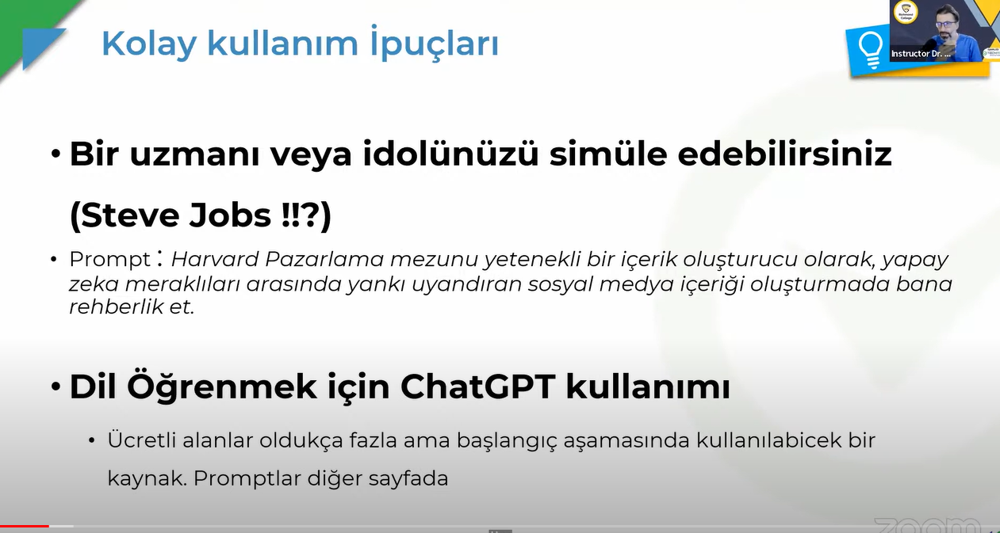 Kolay kullanım İpuçları
Richmond
College
Instructor Dr. ...
• Bir uzmanı veya idolünüzü simüle edebilirsiniz
(Steve Jobs !!?)
• Prompt : Harvard Pazarlama mezunu yetenekli bir içerik oluşturucu olarak, yapay
zeka meraklıları arasında yankı uyandıran sosyal medya içeriği oluşturmada bana
rehberlik et.
• Dil Öğrenmek için ChatGPT kullanımı
• Ücretli alanlar oldukça fazla ama başlangıç aşamasında kullanılabicek bir
kaynak. Promptlar diğer sayfada
zoom